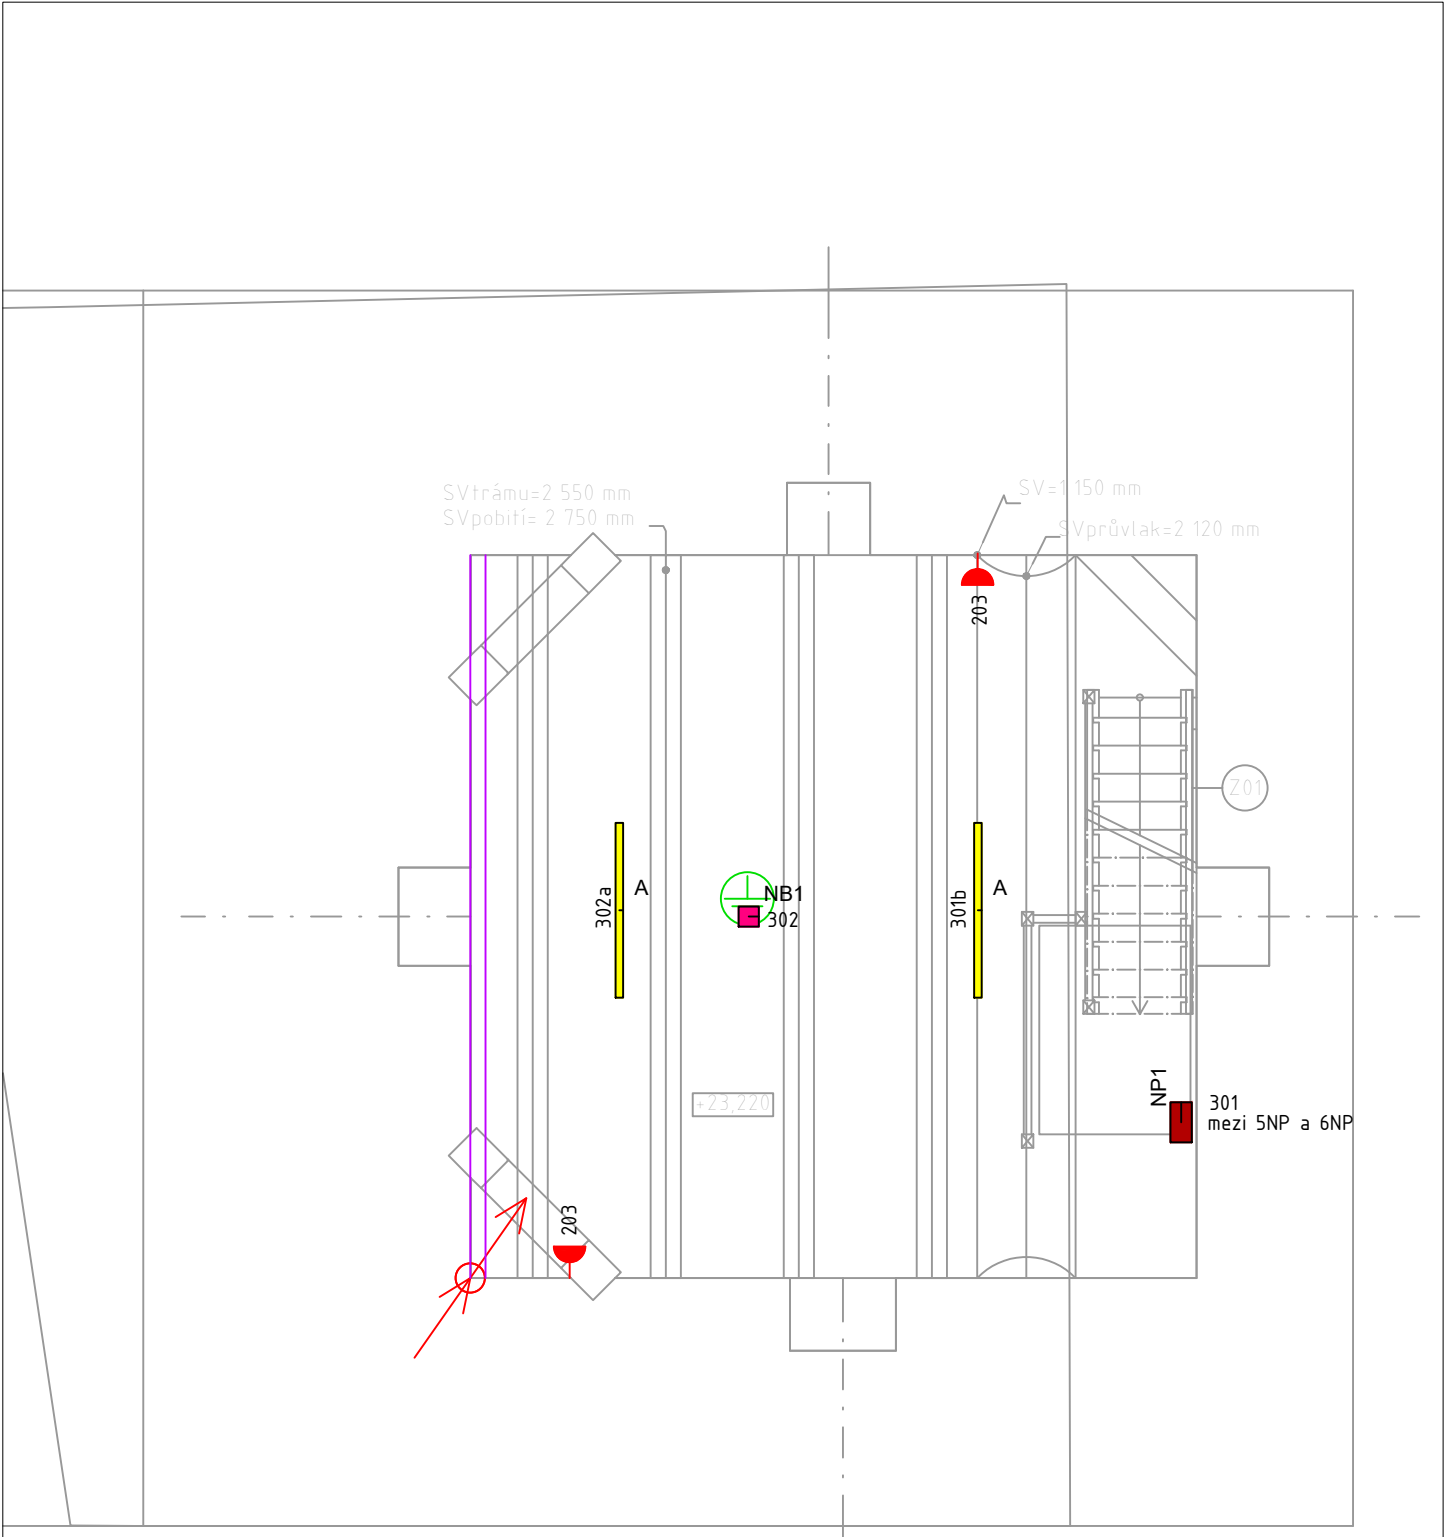 SVtrámu=2 550 mm
SVpobití= 2 750 mm
SV=1 150 mm
SVprůvlak=2 120 mm
203
Z01
302a
A
NB1
302
301b
A
+23,220
NP1
301
mezi 5NP a 6NP
203